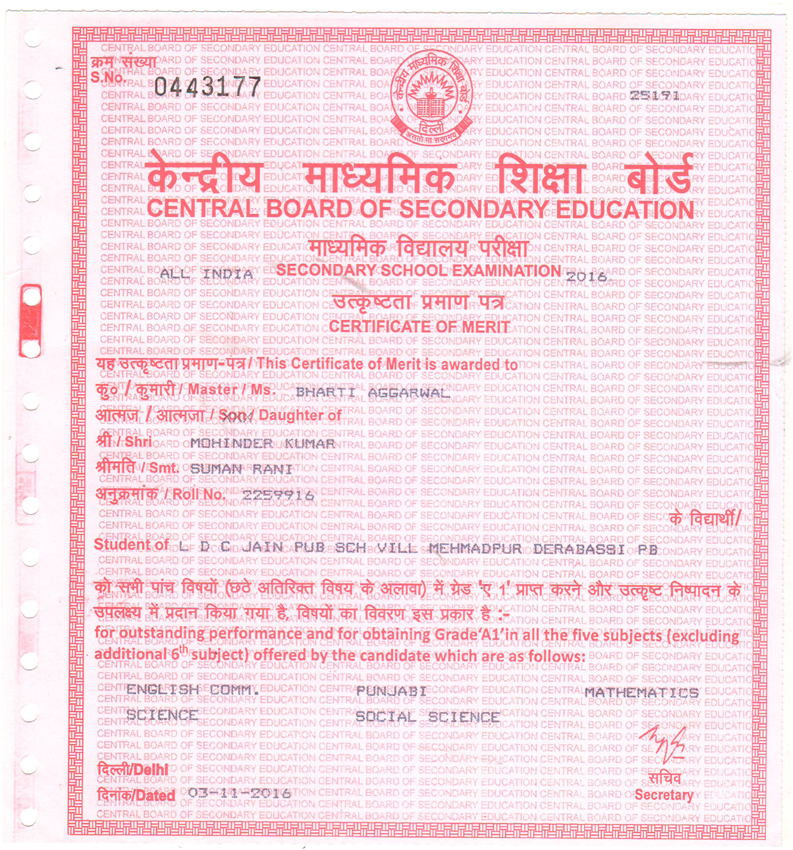 क्रम संख्या
S.No. 0443177
25191
केन्द्रीय माध्यमिक शिक्षा बोर्ड
दिल्ली
असतो मा सद्गमय
केन्द्रीय माध्यमिक शिक्षा बोर्ड
CENTRAL BOARD OF SECONDARY EDUCATION
माध्यमिक विद्यालय परीक्षा
ALL INDIA SECONDARY SCHOOL EXAMINATION 2016
उत्कृष्टता प्रमाण पत्र
CERTIFICATE OF MERIT
यह उत्कृष्टता प्रमाण-पत्र/ This Certificate of Merit is awarded to
कु० / कुमारी / Master / Ms. BHARTI AGGARWAL
आत्मज / आत्मजा / Son / Daughter of
श्री / Shri MOHINDER KUMAR
श्रीमति / Smt. SUMAN RANI
अनुक्रमांक / Roll No. 2259916
के विद्यार्थी/
Student of L D C JAIN PUB SCH VILL MEHMADPUR DERABASSI PB
को सभी पांच विषयों (छठे अतिरिक्त विषय के अलावा) में ग्रेड 'ए 1' प्राप्त करने और उत्कृष्ट निष्पादन के
उपलक्ष्य में प्रदान किया गया है, विषयों का विवरण इस प्रकार है :-
for outstanding performance and for obtaining Grade'A1'in all the five subjects (excluding
additional 6th subject) offered by the candidate which are as follows:
ENGLISH COMM. PUNJABI MATHEMATICS
SCIENCE SOCIAL SCIENCE
दिल्ली/Delhi
दिनांक/Dated 03-11-2016
सचिव
Secretary